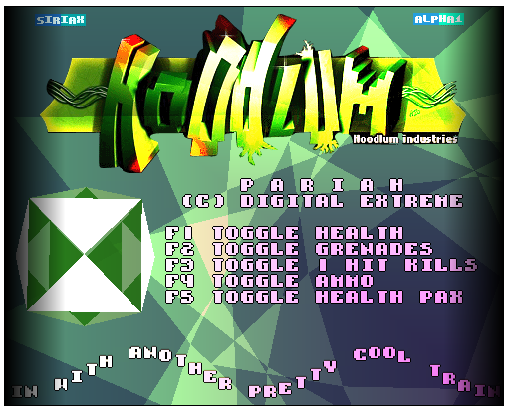 SIRIAX
ALPHA1
HOODLUM
Hoodlum industries
PARIAH
(C) DIGITAL EXTREME
F1 TOGGLE HEALTH
F2 TOGGLE GRENADES
F3 TOGGLE 1 HIT KILLS
F4 TOGGLE AMMO
F5 TOGGLE HEALTH PAX
IN WITH ANOTHER PRETTY COOL TRAIN